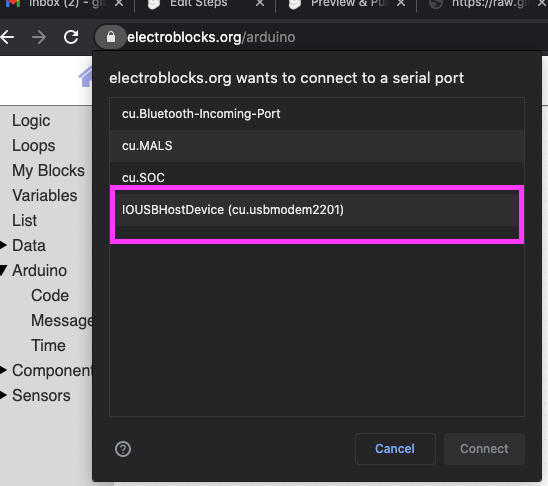 Inbox (2) - gla
Edit Steps
Preview & Pu
https://raw.gi
electroblocks.org/arduino
electroblocks.org wants to connect to a serial port
cu.Bluetooth-Incoming-Port
cu.MALS
cu.SOC
IOUSBHostDevice (cu.usbmodem2201)
Logic
Loops
My Blocks
Variables
List
Data
Arduino
Code
Message
Time
Component
Sensors
Cancel
Connect